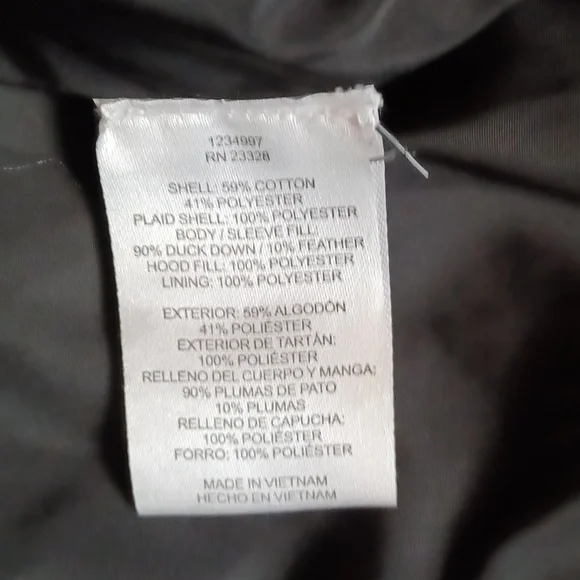 1234997
RN 23328
SHELL: 59% COTTON
41% POLYESTER
PLAID SHELL: 100% POLYESTER
BODY / SLEEVE FILL:
90% DUCK DOWN / 10% FEATHER
HOOD FILL: 100% POLYESTER
LINING: 100% POLYESTER
EXTERIOR: 59% ALGODÓN
41% POLIÉSTER
EXTERIOR DE TARTÁN:
100% POLIÉSTER
RELLENO DEL CUERPO Y MANGA:
90% PLUMAS DE PATO
10% PLUMAS
RELLENO DE CAPUCHA:
100% POLIÉSTER
FORRO: 100% POLIÉSTER
MADE IN VIETNAM
HECHO EN VIETNAM